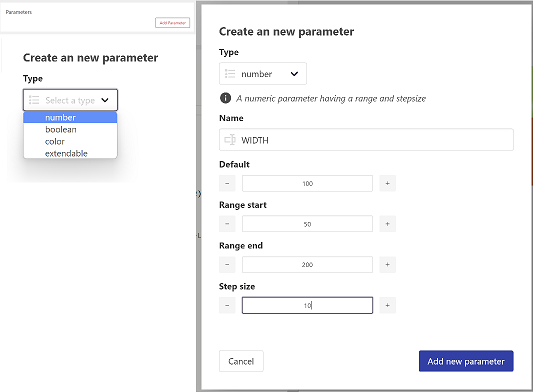 Parameters
Add Parameter
Create an new parameter
Type
Select a type
number
boolean
color
extendable
Create an new parameter
Type
number
A numeric parameter having a range and stepsize
Name
WIDTH
Default
- 100 +
Range start
- 50 +
Range end
- 200 +
Step size
- 10 +
Cancel
Add new parameter